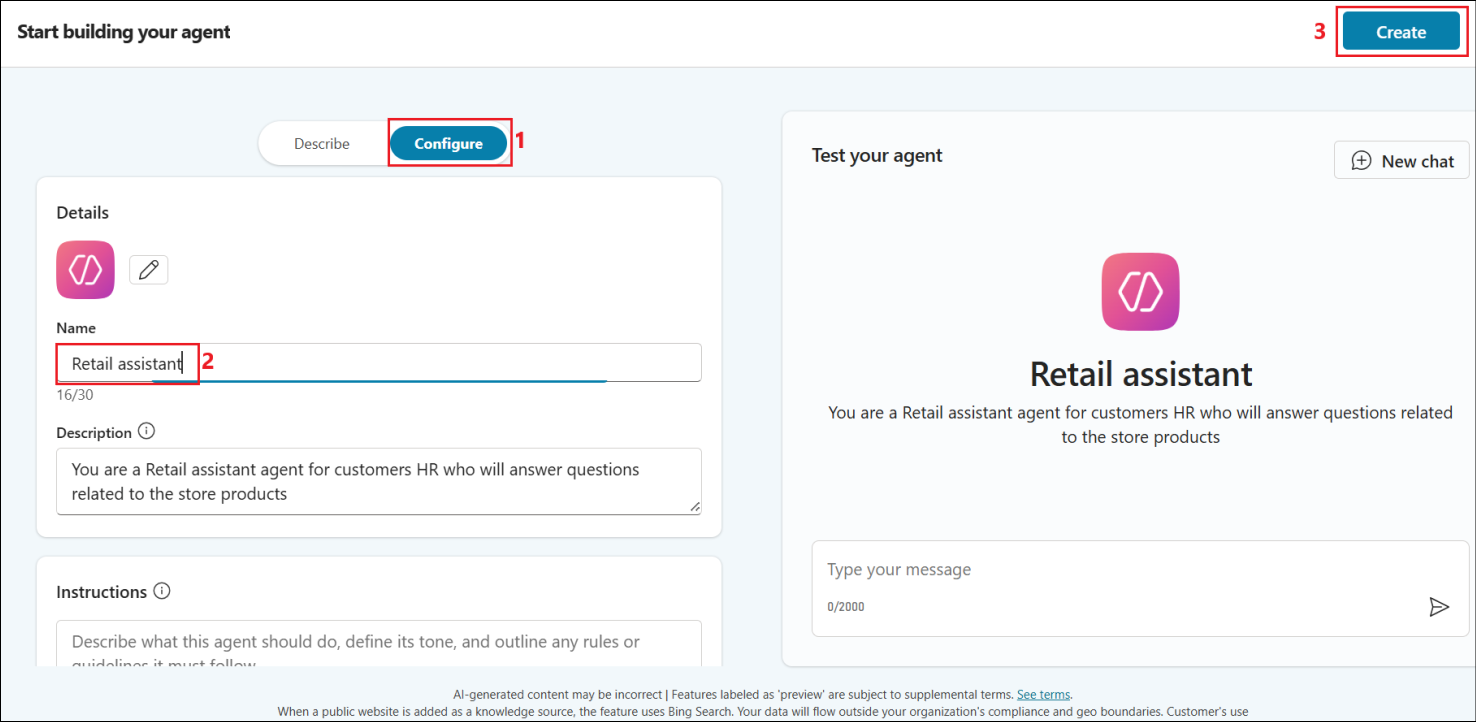 Start building your agent
3
Create
Describe
Configure
1
Details
Name
Retail assistant
2
16/30
Description
You are a Retail assistant agent for customers HR who will answer questions
related to the store products
Instructions
Describe what this agent should do, define its tone, and outline any rules or
guidelines it must follow
Test your agent
New chat
Retail assistant
You are a Retail assistant agent for customers HR who will answer questions related
to the store products
Type your message
0/2000
AI-generated content may be incorrect | Features labeled as 'preview' are subject to supplemental terms. See terms.
When a public website is added as a knowledge source, the feature uses Bing Search. Your data will flow outside your organization's compliance and geo boundaries. Customer's use